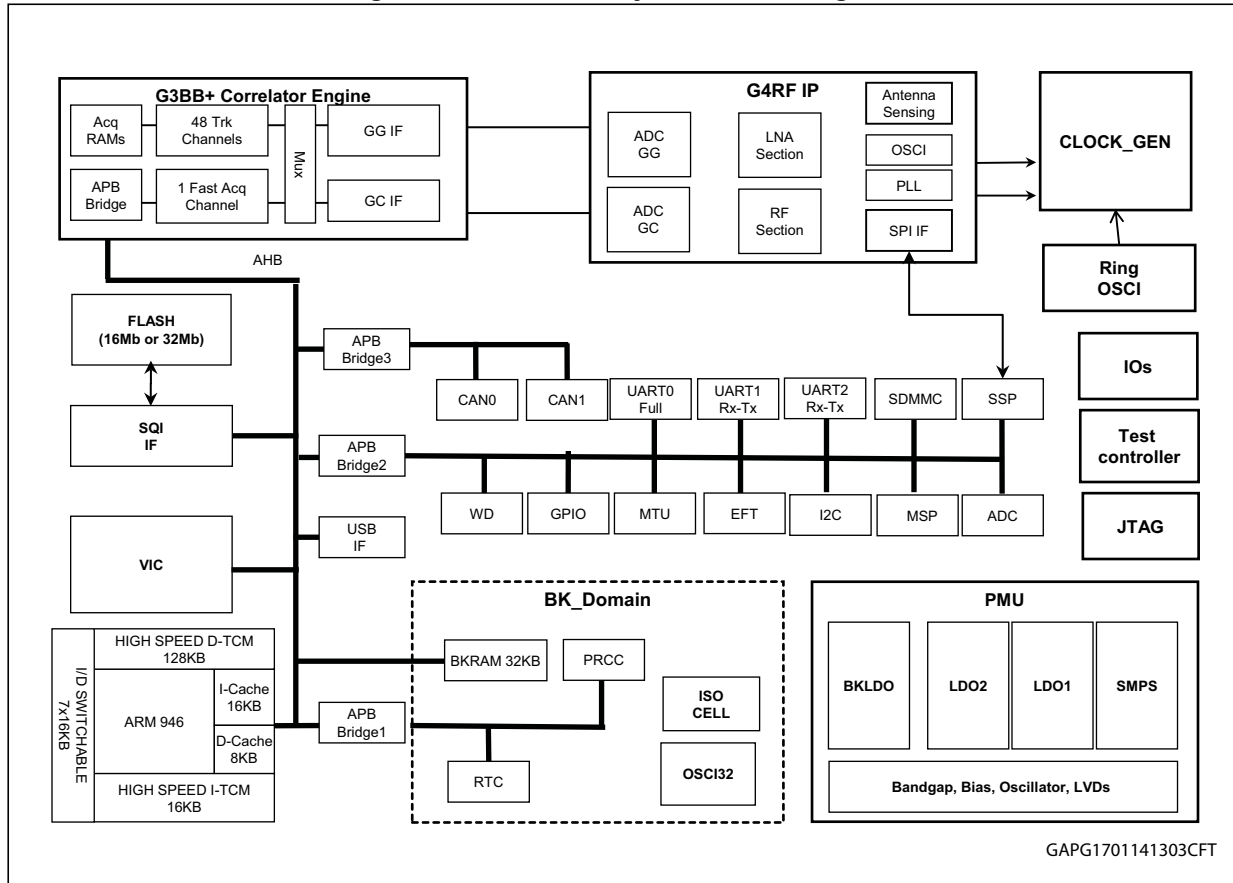 G3BB+ Correlator Engine
Acq
RAMs
48 Trk
Channels
Mux
GG IF
APB
Bridge
1 Fast Acq
Channel
GC IF
G4RF IP
ADC
GG
LNA
Section
Antenna
Sensing
OSCI
PLL
ADC
GC
RF
Section
SPI IF
CLOCK_GEN
Ring
OSCI
AHB
FLASH
(16Mb or 32Mb)
SQI
IF
APB
Bridge3
CAN0
CAN1
UART0
Full
UART1
Rx-Tx
UART2
Rx-Tx
SDMMC
SSP
APB
Bridge2
WD
GPIO
MTU
EFT
I2C
MSP
ADC
IOs
Test
controller
JTAG
VIC
USB
IF
I/D SWITCHABLE
7x16KB
HIGH SPEED D-TCM
128KB
ARM 946
I-Cache
16KB
D-Cache
8KB
HIGH SPEED I-TCM
16KB
APB
Bridge1
BK_Domain
BKRAM 32KB
PRCC
ISO
CELL
RTC
OSCI32
PMU
BKLDO
LDO2
LDO1
SMPS
Bandgap, Bias, Oscillator, LVDs
GAPG1701141303CFT